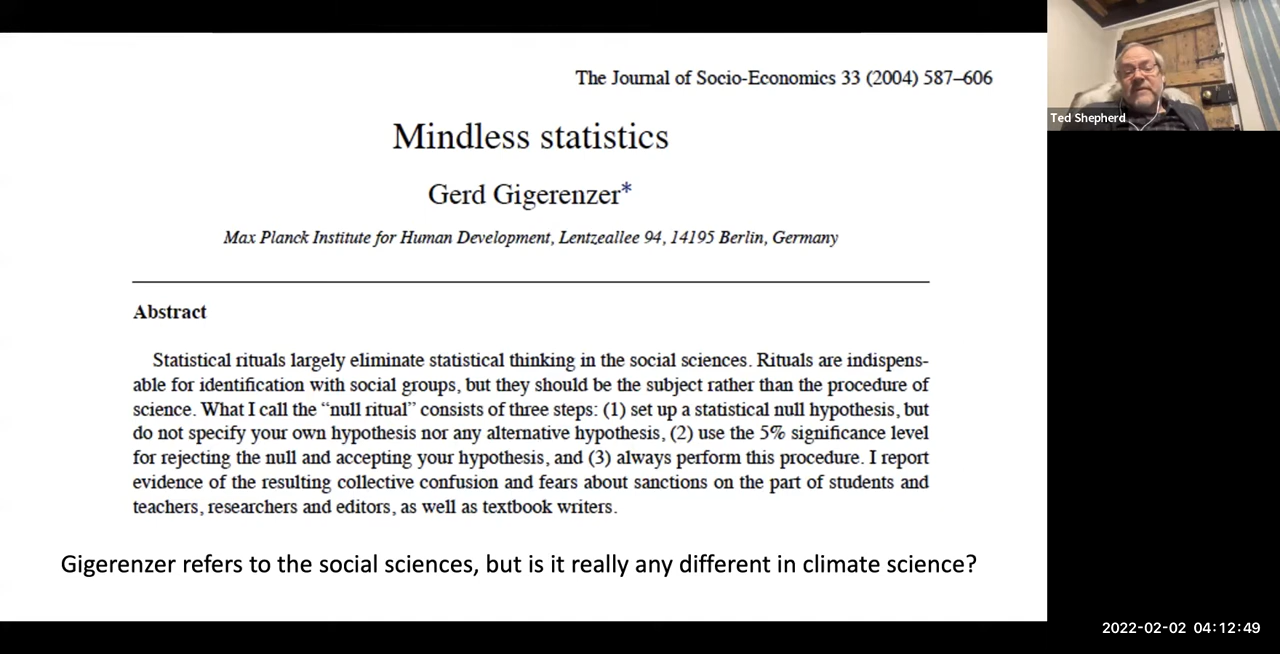 The Journal of Socio-Economics 33 (2004) 587–606
Mindless statistics
Gerd Gigerenzer*
Max Planck Institute for Human Development, Lentzeallee 94, 14195 Berlin, Germany
Abstract
Statistical rituals largely eliminate statistical thinking in the social sciences. Rituals are indispens-
able for identification with social groups, but they should be the subject rather than the procedure of
science. What I call the “null ritual” consists of three steps: (1) set up a statistical null hypothesis, but
do not specify your own hypothesis nor any alternative hypothesis, (2) use the 5% significance level
for rejecting the null and accepting your hypothesis, and (3) always perform this procedure. I report
evidence of the resulting collective confusion and fears about sanctions on the part of students and
teachers, researchers and editors, as well as textbook writers.
Gigerenzer refers to the social sciences, but is it really any different in climate science?
Ted Shepherd
2022-02-02 04:12:49